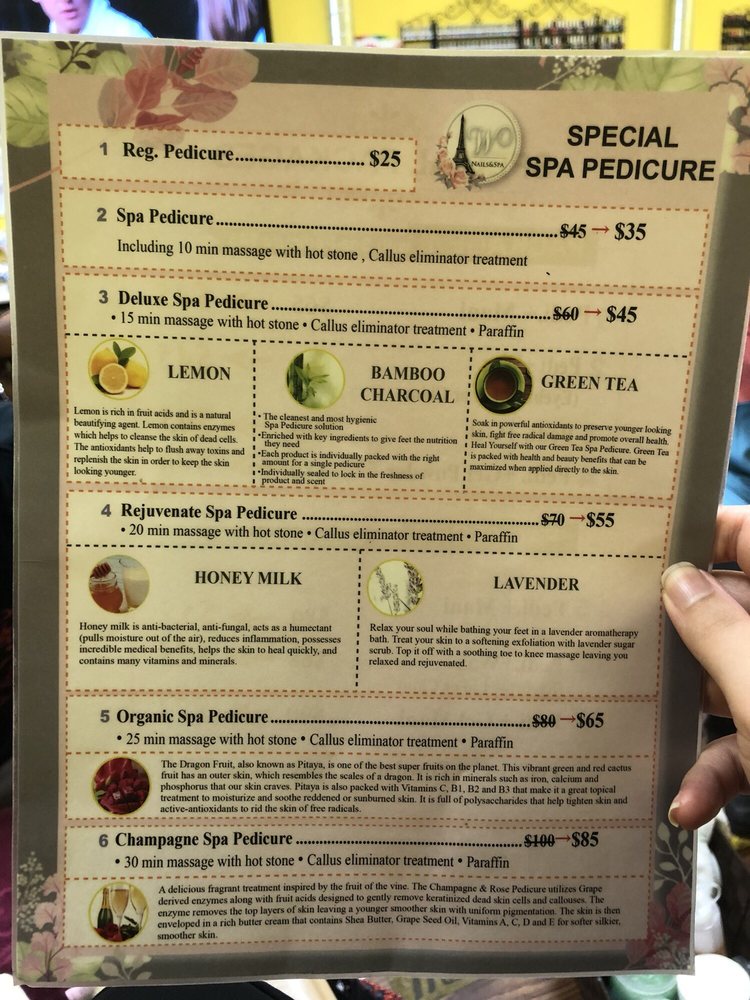 1 Reg. Pedicure.............................. $25
TWO
NAILS&SPA
SPECIAL
SPA PEDICURE
2 Spa Pedicure.............................. $45 → $35
Including 10 min massage with hot stone , Callus eliminator treatment
3 Deluxe Spa Pedicure.............................. $60 → $45
• 15 min massage with hot stone • Callus eliminator treatment • Paraffin
LEMON
Lemon is rich in fruit acids and is a natural
beautifying agent. Lemon contains enzymes
which helps to cleanse the skin of dead cells.
The antioxidants help to flush away toxins and
replenish the skin in order to keep the skin
looking younger.
BAMBOO
CHARCOAL
• The cleanest and most hygienic
Spa Pedicure solution
•Enriched with key ingredients to give feet the nutrition
they need
•Each product is individually packed with the right
amount for a single pedicure
•Individually sealed to lock in the freshness of
product and scent
GREEN TEA
Soak in powerful antioxidants to preserve younger looking
skin, fight free radical damage and promote overall health.
Heal Yourself with our Green Tea Spa Pedicure. Green Tea
is packed with health and beauty benefits that can be
maximized when applied directly to the skin.
4 Rejuvenate Spa Pedicure .............................. $70 →$55
• 20 min massage with hot stone • Callus eliminator treatment • Paraffin
HONEY MILK
Honey milk is anti-bacterial, anti-fungal, acts as a humectant
(pulls moisture out of the air), reduces inflammation, possesses
incredible medical benefits, helps the skin to heal quickly, and
contains many vitamins and minerals.
LAVENDER
Relax your soul while bathing your feet in a lavender aromatherapy
bath. Treat your skin to a softening exfoliation with lavender sugar
scrub. Top it off with a soothing toe to knee massage leaving you
relaxed and rejuvenated.
5 Organic Spa Pedicure.............................. $80 →$65
• 25 min massage with hot stone • Callus eliminator treatment • Paraffin
The Dragon Fruit, also known as Pitaya, is one of the best super fruits on the planet. This vibrant green and red cactus
fruit has an outer skin, which resembles the scales of a dragon. It is rich in minerals such as iron, calcium and
phosphorus that our skin craves. Pitaya is also packed with Vitamins C, B1, B2 and B3 that make it a great topical
treatment to moisturize and soothe reddened or sunburned skin. It is full of polysaccharides that help tighten skin and
active-antioxidants to rid the skin of free radicals.
6 Champagne Spa Pedicure .............................. $100→$85
• 30 min massage with hot stone • Callus eliminator treatment • Paraffin
A delicious fragrant treatment inspired by the fruit of the vine. The Champagne & Rose Pedicure utilizes Grape
derived enzymes along with fruit acids designed to gently remove keratinized dead skin cells and callouses. The
enzyme removes the top layers of skin leaving a younger smoother skin with uniform pigmentation. The skin is then
enveloped in a rich butter cream that contains Shea Butter, Grape Seed Oil, Vitamins A, C, D and E for softer silkier,
smoother skin.